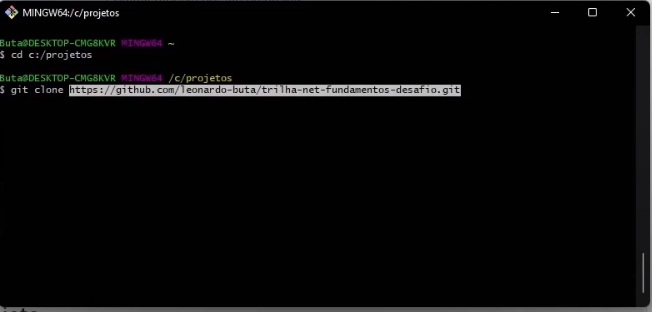 MINGW64:/c/projetos
Buta@DESKTOP-CMG8KVR MINGW64 ~
$ cd c:/projetos
Buta@DESKTOP-CMG8KVR MINGW64 /c/projetos
$ git clone https://github.com/leonardo-buta/trilha-net-fundamentos-desafio.git